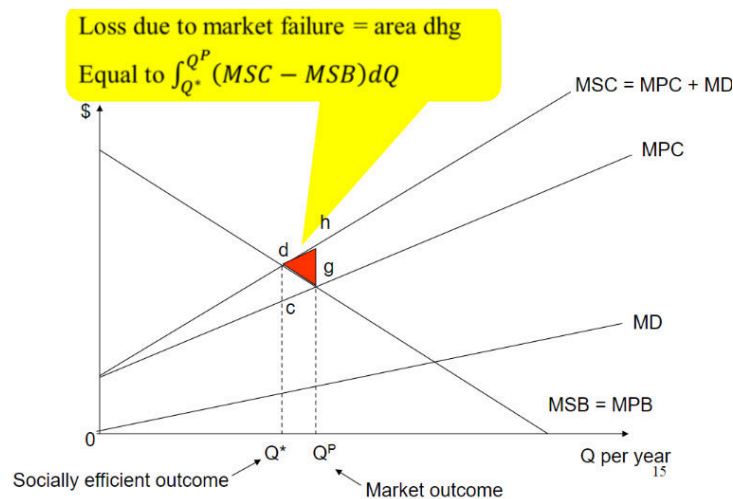 Loss due to market failure = area dhg
Equal to ∫_{Q*}^{Q^P} (MSC − MSB)dQ
$
MSC = MPC + MD
MPC
h
d
g
c
MD
MSB = MPB
0
Q* Q^P
Q per year
15
Socially efficient outcome
Market outcome